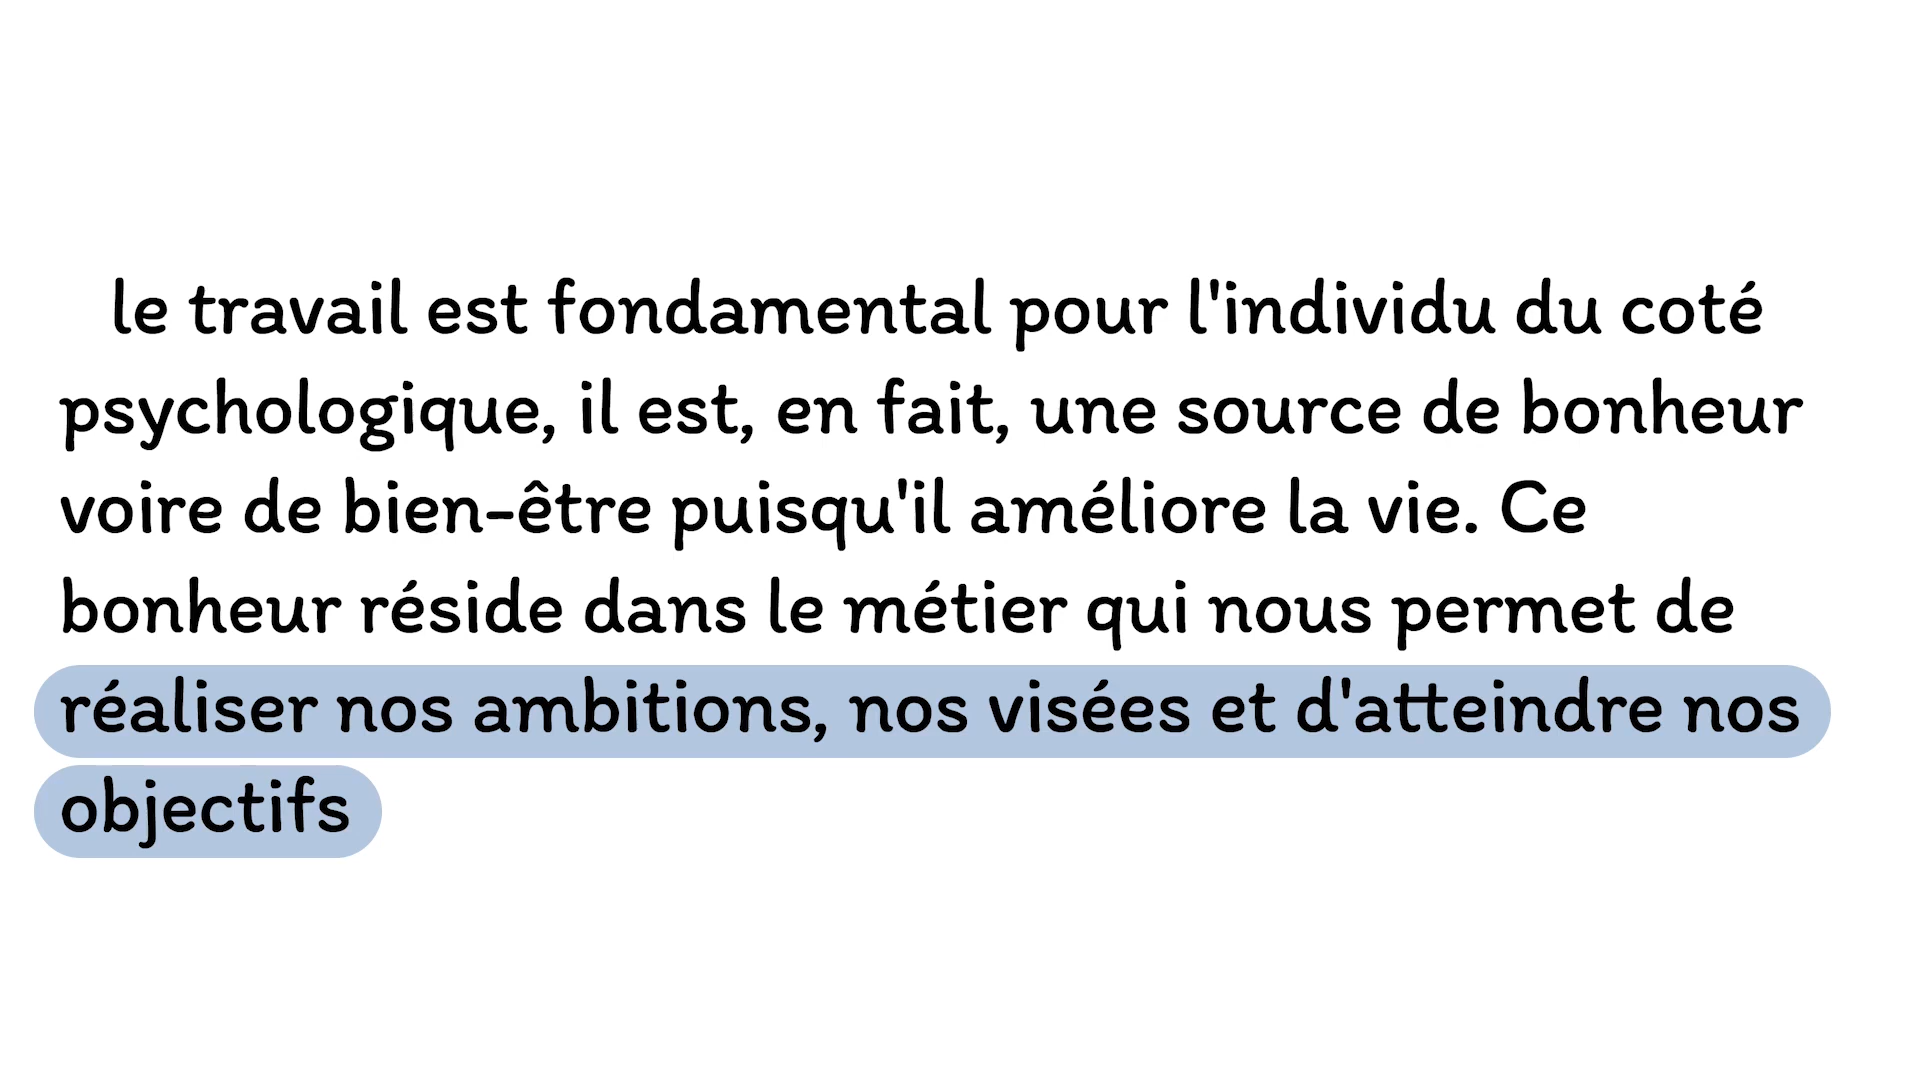 le travail est fondamental pour l'individu du coté
psychologique, il est, en fait, une source de bonheur
voire de bien-être puisqu'il améliore la vie. Ce
bonheur réside dans le métier qui nous permet de
réaliser nos ambitions, nos visées et d'atteindre nos
objectifs